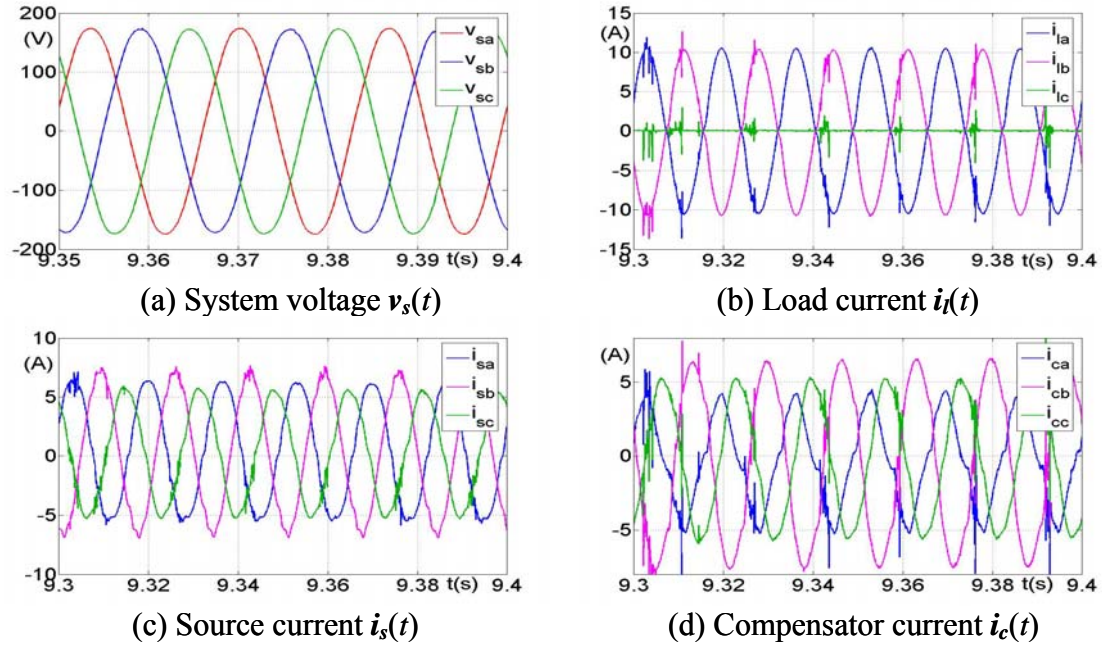 200
(V)
100
0
-100
-200
9.35 9.36 9.37 9.38 9.39 t(s) 9.4
v_sa
v_sb
v_sc
(a) System voltage v_s(t)
15
(A)
10
5
0
-5
-10
-15
9.3 9.32 9.34 9.36 9.38 t(s) 9.4
i_la
i_lb
i_lc
(b) Load current i_l(t)
10
(A)
5
0
-5
-10
9.3 9.32 9.34 9.36 9.38 t(s) 9.4
i_sa
i_sb
i_sc
(c) Source current i_s(t)
(A)
5
0
-5
9.3 9.32 9.34 9.36 9.38 t(s) 9.4
i_ca
i_cb
i_cc
(d) Compensator current i_c(t)